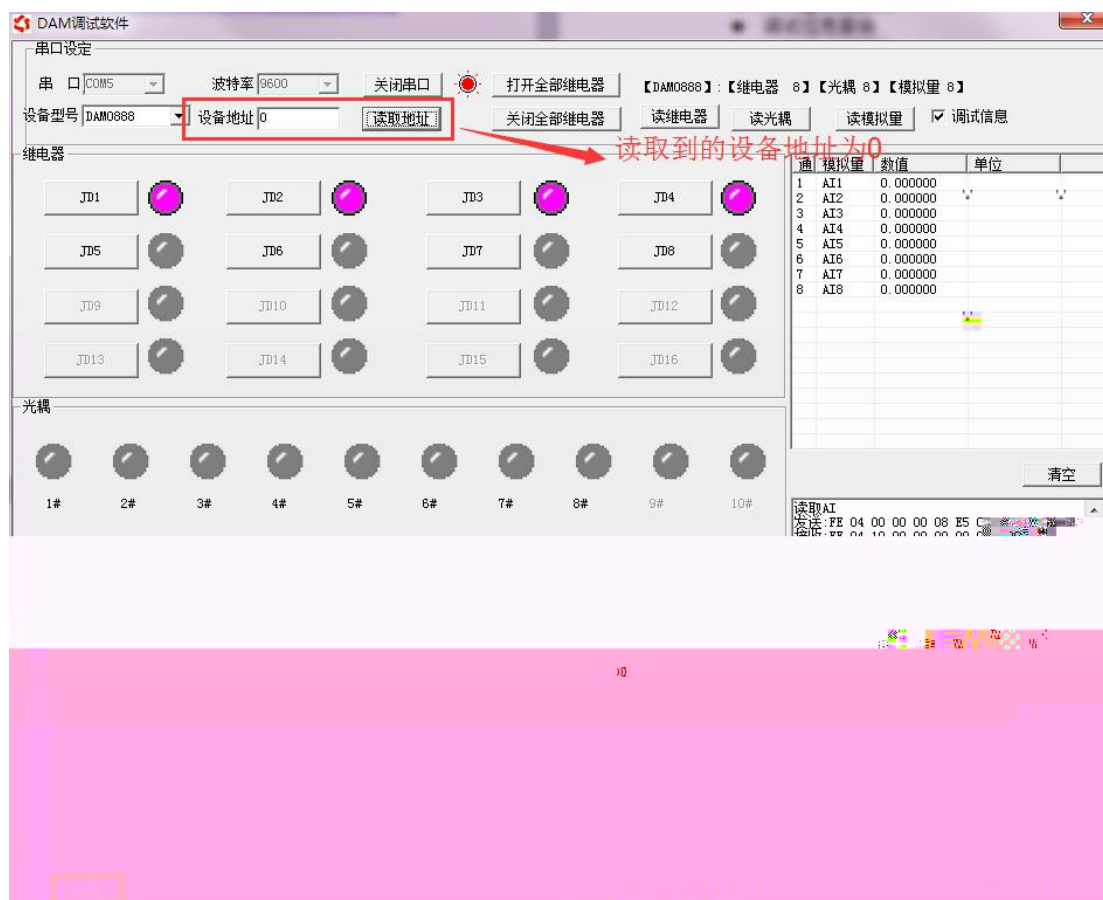 DAM调试软件
串口设定
串 口 COM5 波特率 9600 关闭串口 打开全部继电器 【DAM0888】:【继电器 8】【光耦 8】【模拟量 8】
设备型号 DAM0888 设备地址 0 读取地址 关闭全部继电器 读继电器 读光耦 读模拟量 调试信息
读取到的设备地址为0
继电器
JD1 JD2 JD3 JD4
JD5 JD6 JD7 JD8
JD9 JD10 JD11 JD12
JD13 JD14 JD15 JD16
通 模拟量 数值 单位
1 AI1 0.000000
2 AI2 0.000000
3 AI3 0.000000
4 AI4 0.000000
5 AI5 0.000000
6 AI6 0.000000
7 AI7 0.000000
8 AI8 0.000000
光耦
1# 2# 3# 4# 5# 6# 7# 8# 9# 10#
清空
读取AI
发送:FE 04 00 00 00 08 E5
接收:FE 04 10 00 00 00 00